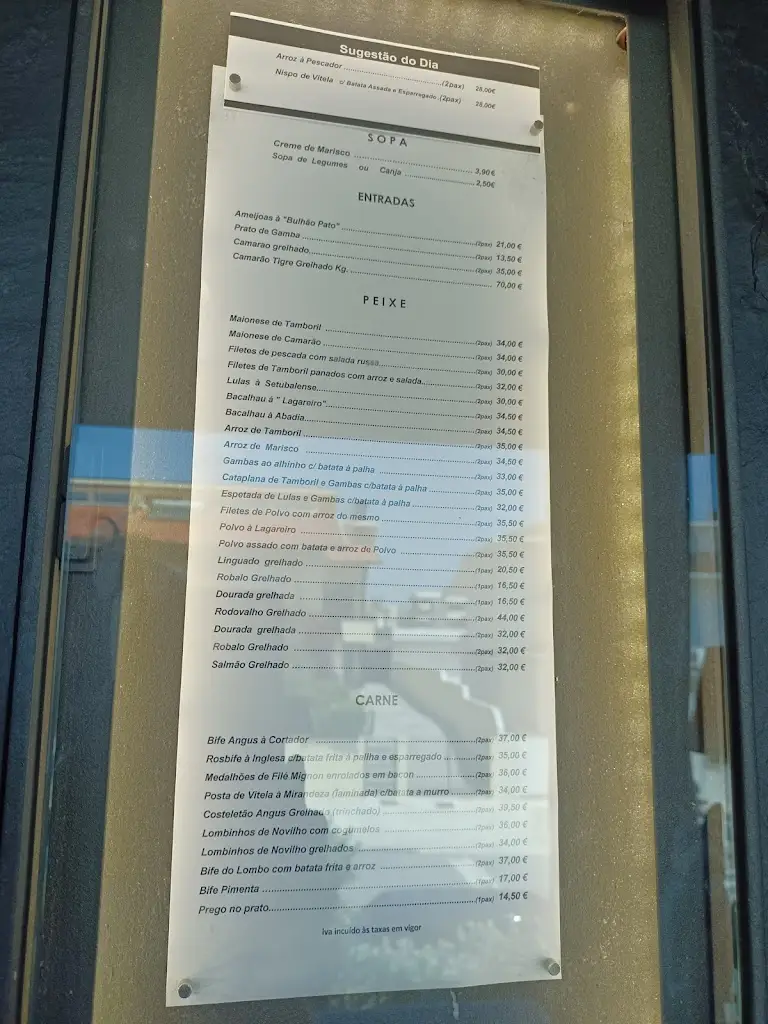 Sugestão do Dia
Arroz à Pescador ........ (2pax) 28,00€
Nispo de Vitela c/ Batata Assada e Esparregado .(2pax) 28,00€
SOPA
Creme de Marisco ........ 3,90€
Sopa de Legumes ou Canja ........ 2,50€
ENTRADAS
Ameijoas à "Bulhão Pato" ........ (2pax) 21,00 €
Prato de Gamba ........ (2pax) 13,50 €
Camarao grelhado ........ (2pax) 35,00 €
Camarão Tigre Grelhado Kg. ........ 70,00 €
PEIXE
Maionese de Tamboril ........ (2pax) 34,00 €
Maionese de Camarão ........ (2pax) 34,00 €
Filetes de pescada com salada russa ........ (2pax) 30,00 €
Filetes de Tamboril panados com arroz e salada ........ (2pax) 32,00 €
Lulas à Setubalense ........ (2pax) 30,00 €
Bacalhau à " Lagareiro" ........ (2pax) 34,50 €
Bacalhau à Abadia ........ (2pax) 34,50 €
Arroz de Tamboril ........ (2pax) 35,00 €
Arroz de Marisco ........ (2pax) 34,50 €
Gambas ao alhinho c/ batata à palha ........ (2pax) 33,00 €
Cataplana de Tamboril e Gambas c/batata à palha ........ (2pax) 35,00 €
Espetada de Lulas e Gambas c/batata à palha ........ (2pax) 32,00 €
Filetes de Polvo com arroz do mesmo ........ (2pax) 35,50 €
Polvo à Lagareiro ........ (2pax) 35,50 €
Polvo assado com batata e arroz de Polvo ........ (2pax) 35,50 €
Linguado grelhado ........ (1pax) 20,50 €
Robalo Grelhado ........ (1pax) 16,50 €
Dourada grelhada ........ (1pax) 16,50 €
Rodovalho Grelhado ........ (2pax) 44,00 €
Dourada grelhada ........ (2pax) 32,00 €
Robalo Grelhado ........ (2pax) 32,00 €
Salmão Grelhado ........ (2pax) 32,00 €
CARNE
Bife Angus à Cortador ........ (2pax) 37,00 €
Rosbife à Inglesa c/batata frita à palha e esparregado ........ (2pax) 35,00 €
Medalhões de Filé Mignon enrolados em bacon ........ (2pax) 36,00 €
Posta de Vitela à Mirandeza (laminada) c/batata a murro ........ (2pax) 34,00 €
Costeletão Angus Grelhado (trinchado) ........ (2pax) 39,50 €
Lombinhos de Novilho com cogumelos ........ (2pax) 36,00 €
Lombinhos de Novilho grelhados ........ (2pax) 34,00 €
Bife do Lombo com batata frita e arroz ........ (2pax) 37,00 €
Bife Pimenta ........ (1pax) 17,00 €
Prego no prato ........ (1pax) 14,50 €
Iva incuído às taxas em vigor